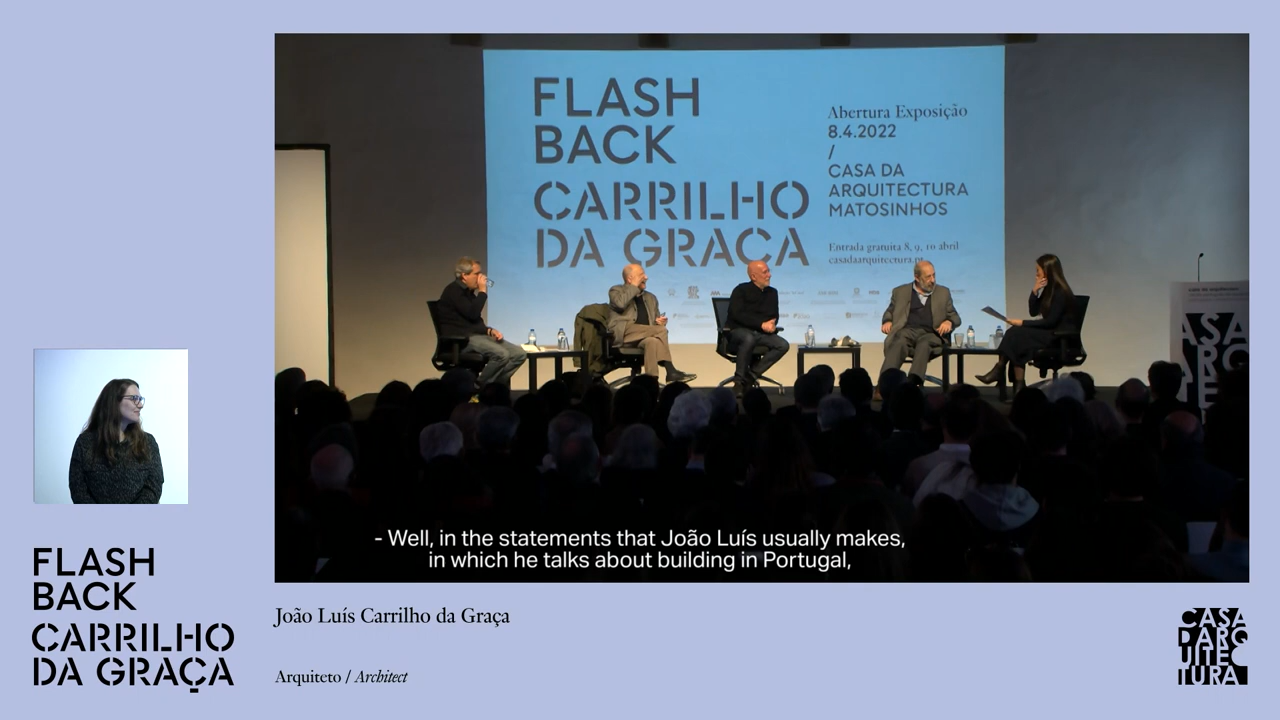 FLASH
BACK
CARRILHO
DA GRAÇA
Abertura Exposição
8.4.2022
/
CASA DA
ARQUITECTURA
MATOSINHOS
Entrada gratuita 8, 9, 10 abril
casadaarquitectura.pt
- Well, in the statements that João Luís usually makes,
in which he talks about building in Portugal,
FLASH
BACK
CARRILHO
DA GRAÇA
João Luís Carrilho da Graça
Arquiteto / Architect
CASA
DARQ
UITEC
TURA